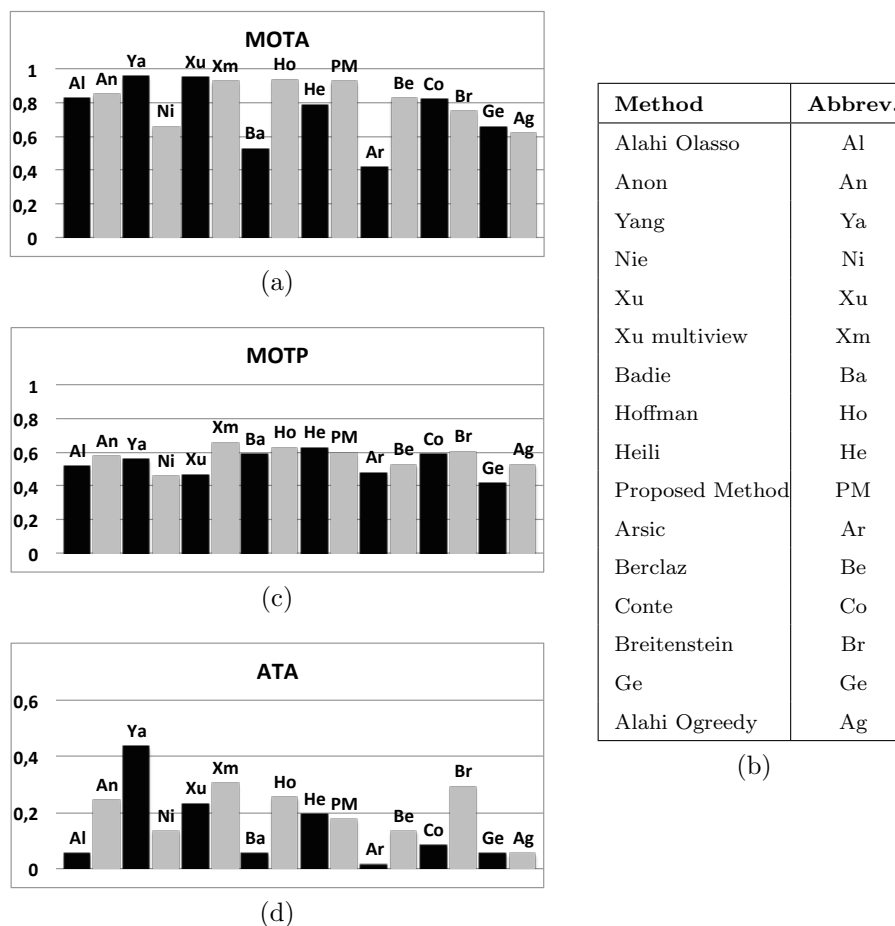 MOTA
1
0,8
0,6
0,4
0,2
0
Al An Ya Ni Xu Xm Ba Ho He PM Ar Be Co Br Ge Ag
(a)
MOTP
1
0,8
0,6
0,4
0,2
0
Al An Ya Ni Xu Xm Ba Ho He PM Ar Be Co Br Ge Ag
(c)
ATA
0,6
0,4
0,2
0
Al An Ya Ni Xu Xm Ba Ho He PM Ar Be Co Br Ge Ag
(d)
Method Abbrev.
Alahi Olasso Al
Anon An
Yang Ya
Nie Ni
Xu Xu
Xu multiview Xm
Badie Ba
Hoffman Ho
Heili He
Proposed Method PM
Arsic Ar
Berclaz Be
Conte Co
Breitenstein Br
Ge Ge
Alahi Ogreedy Ag
(b)